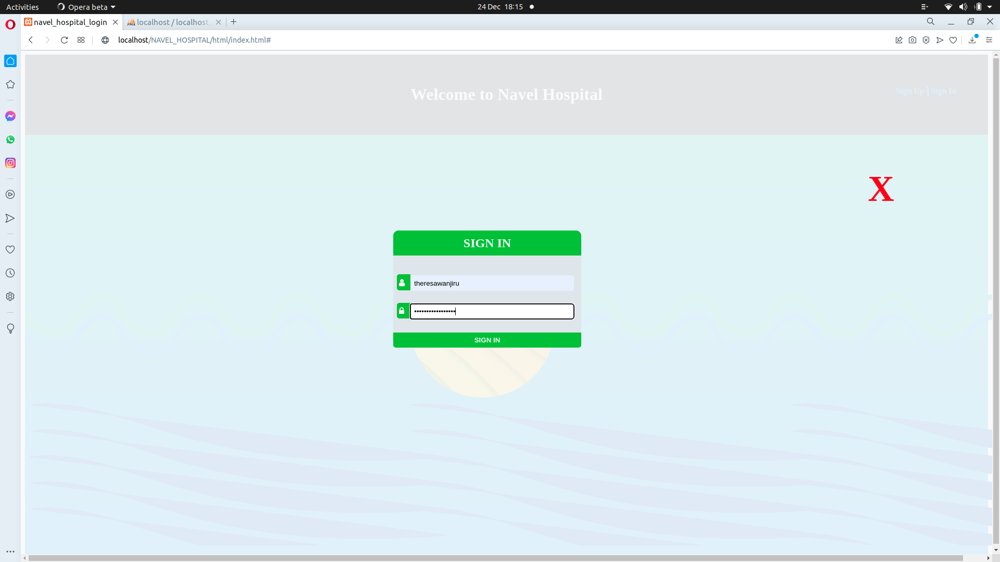 Activities
Opera beta
24 Dec 18:15
navel_hospital_login
PMA
localhost / localhost
localhost/NAVEL_HOSPITAL/html/index.html#
Welcome to Navel Hospital
Sign Up | Sign In
X
SIGN IN
theresawanjiru
•••••••••••••••••
SIGN IN